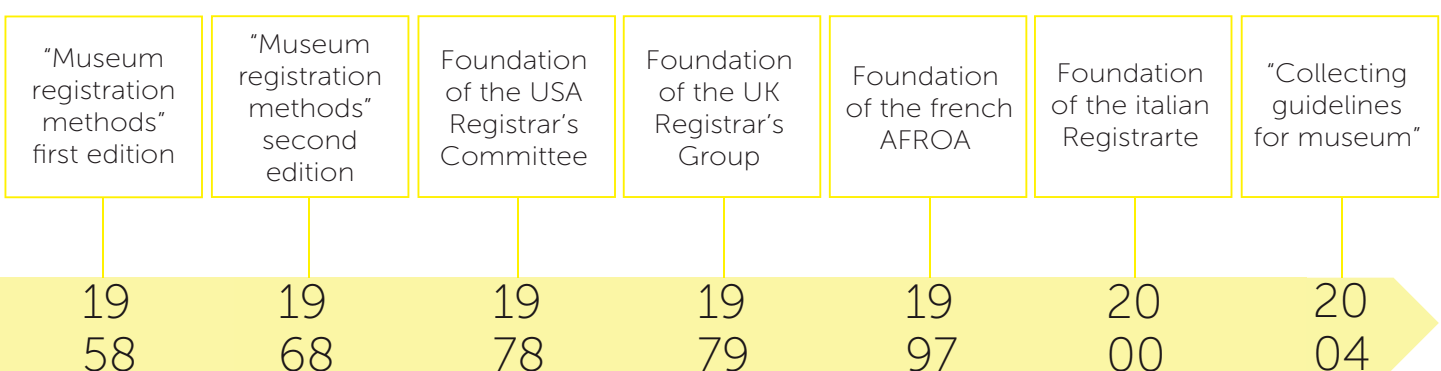 “Museum
registration
methods”
first edition
“Museum
registration
methods”
second
edition
Foundation
of the USA
Registrar’s
Committee
Foundation
of the UK
Registrar’s
Group
Foundation
of the french
AFROA
Foundation
of the italian
Registrarte
“Collecting
guidelines
for museum”
19
58
19
68
19
78
19
79
19
97
20
00
20
04